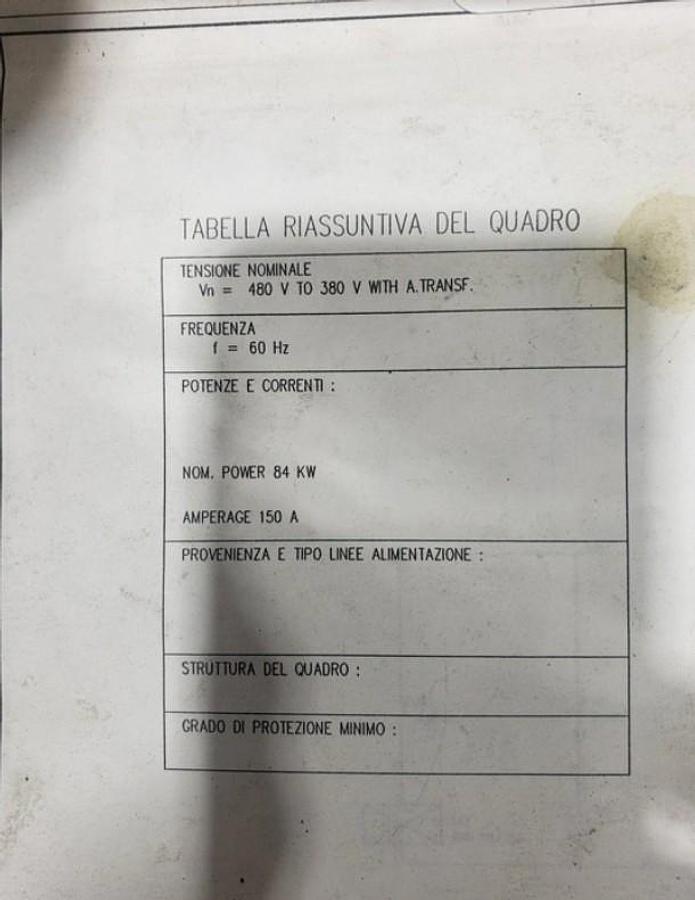 TABELLA RIASSUNTIVA DEL QUADRO
TENSIONE NOMINALE
Vn = 480 V TO 380 V WITH A.TRANSF.
FREQUENZA
f = 60 Hz
POTENZE E CORRENTI :
NOM. POWER 84 KW
AMPERAGE 150 A
PROVENIENZA E TIPO LINEE ALIMENTAZIONE :
STRUTTURA DEL QUADRO :
GRADO DI PROTEZIONE MINIMO :